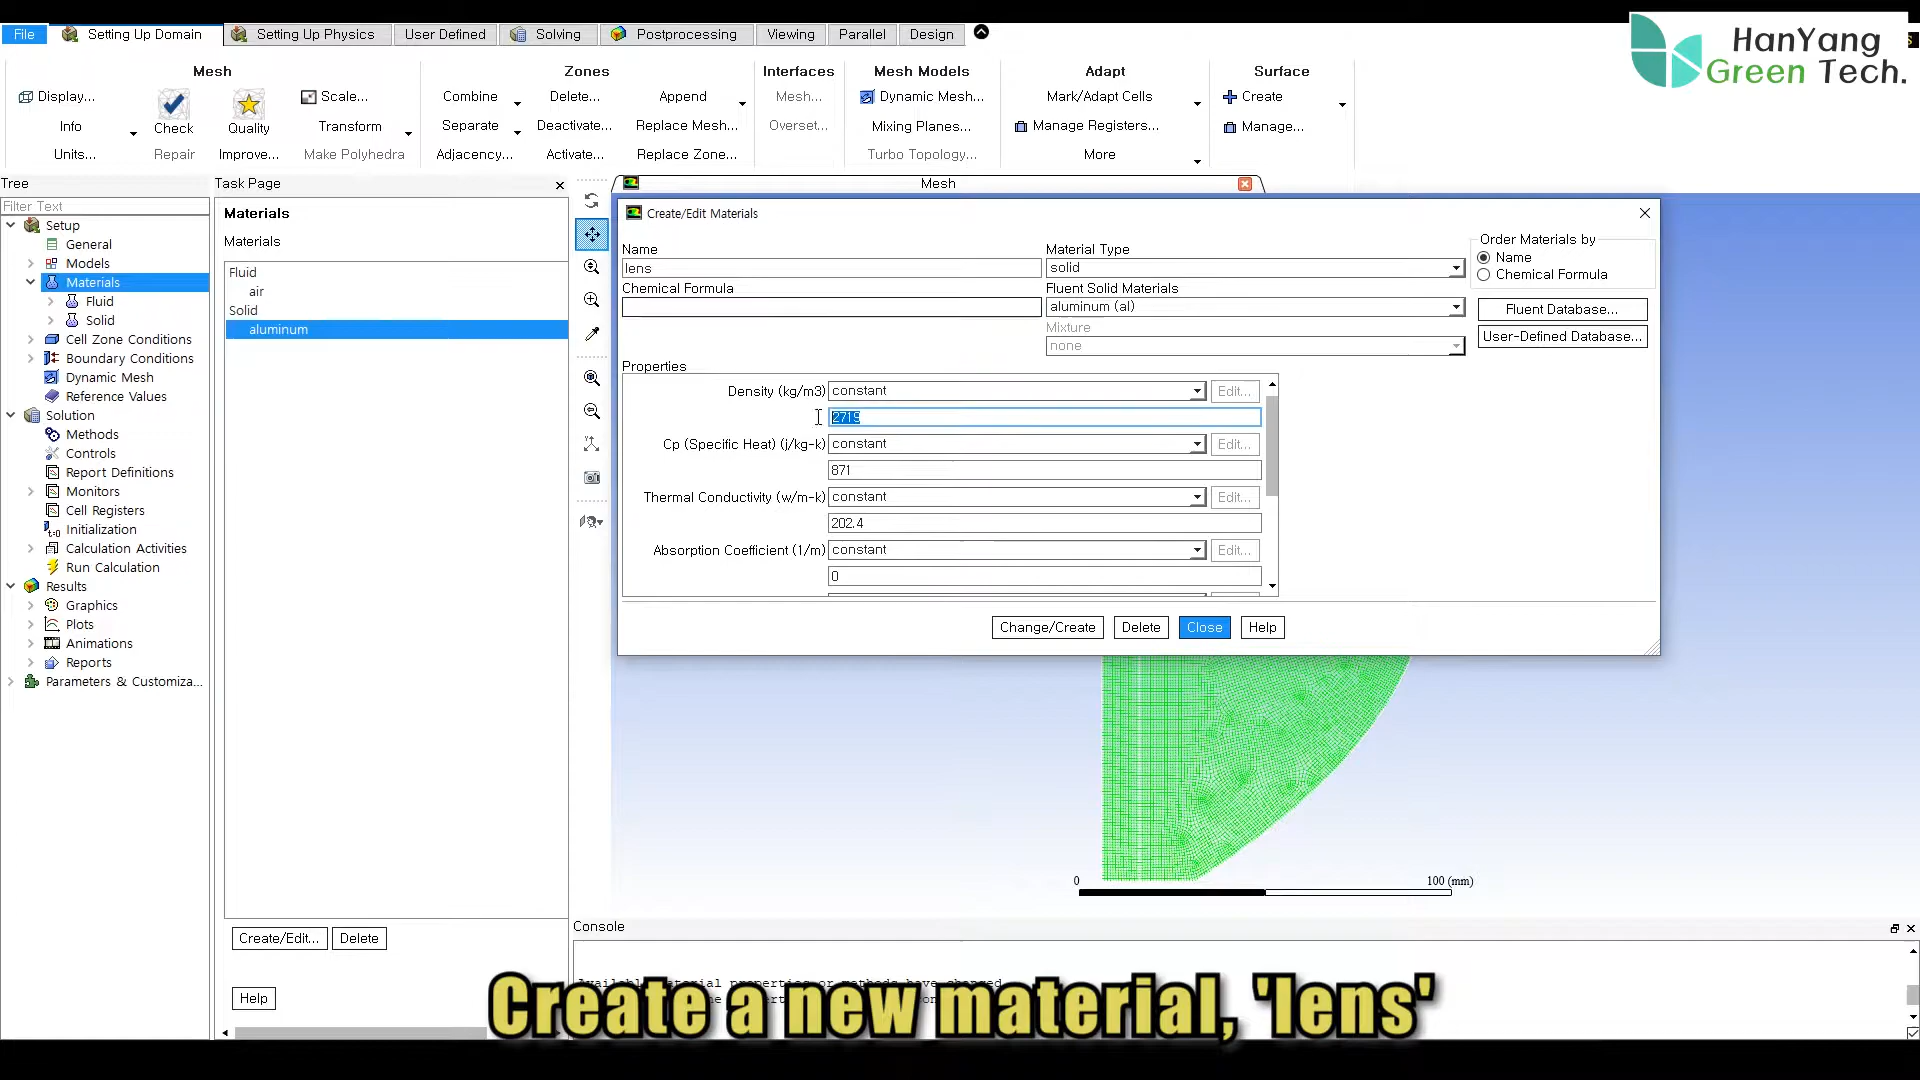 File
Setting Up Domain
Setting Up Physics
User Defined
Solving
Postprocessing
Viewing
Parallel
Design
HanYang
Green Tech.
Mesh
Display...
Info
Units...
Check
Repair
Quality
Improve...
Scale...
Transform
Make Polyhedra
Zones
Combine
Separate
Adjacency...
Delete...
Deactivate...
Activate...
Append
Replace Mesh...
Replace Zone...
Interfaces
Mesh...
Overset...
Mesh Models
Dynamic Mesh...
Mixing Planes...
Turbo Topology...
Adapt
Mark/Adapt Cells
Manage Registers...
More
Surface
Create
Manage...
Tree
Filter Text
Setup
General
Models
Materials
Fluid
Solid
Cell Zone Conditions
Boundary Conditions
Dynamic Mesh
Reference Values
Solution
Methods
Controls
Report Definitions
Monitors
Cell Registers
Initialization
Calculation Activities
Run Calculation
Results
Graphics
Plots
Animations
Reports
Parameters & Customiza...
Task Page
Materials
Materials
Fluid
air
Solid
aluminum
Create/Edit...
Delete
Help
Mesh
Create/Edit Materials
Name
lens
Chemical Formula
Material Type
solid
Fluent Solid Materials
aluminum (al)
Mixture
none
Order Materials by
Name
Chemical Formula
Fluent Database...
User-Defined Database...
Properties
Density (kg/m3)
constant
Edit...
2719
Cp (Specific Heat) (j/kg-k)
constant
Edit...
871
Thermal Conductivity (w/m-k)
constant
Edit...
202.4
Absorption Coefficient (1/m)
constant
Edit...
0
Change/Create
Delete
Close
Help
0
100 (mm)
Console
Create a new material, 'lens'